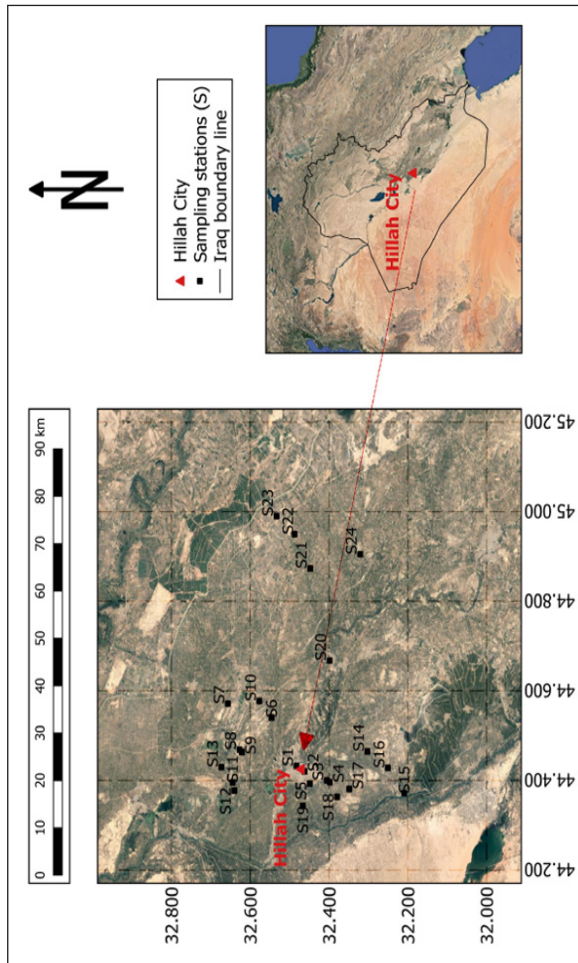 N
Hillah City
Sampling stations (S)
Iraq boundary line
Hillah City
0 10 20 30 40 50 60 70 80 90 km
32.800
32.600
32.400
32.200
32.000
44.200
44.400
44.600
44.800
45.000
45.200
Hillah City
S1
S2
S3
S4
S5
S6
S7
S8
S9
S10
S11
S12
S13
S14
S15
S16
S17
S18
S19
S20
S21
S22
S23
S24